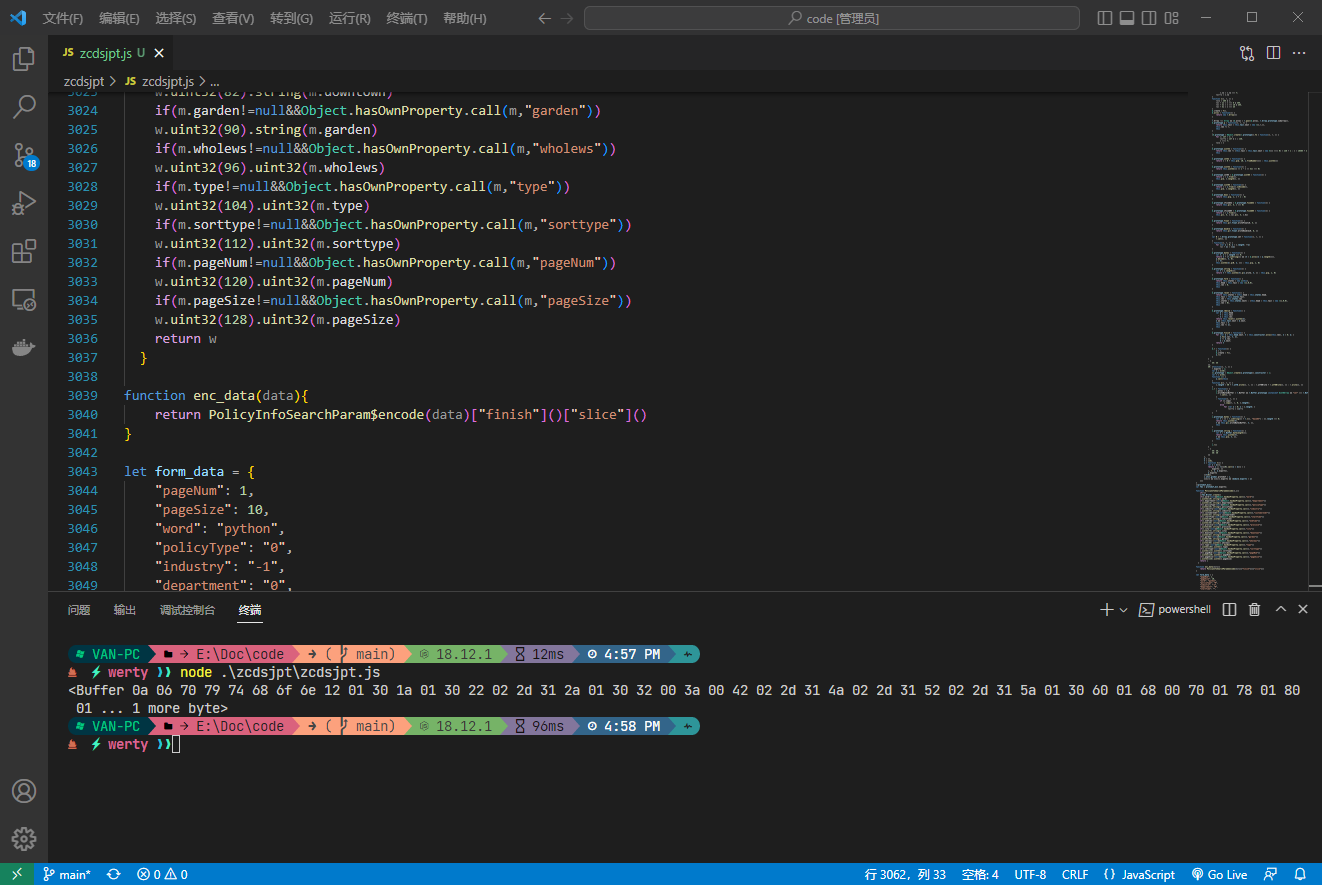 文件(F) 编辑(E) 选择(S) 查看(V) 转到(G) 运行(R) 终端(T) 帮助(H) code [管理员]
JS zcdsjpt.js U
zcdsjpt > JS zcdsjpt.js > ...
3023 w.uint32(82).string(m.downtown)
3024 if(m.garden!=null&&Object.hasOwnProperty.call(m,"garden"))
3025 w.uint32(90).string(m.garden)
3026 if(m.wholews!=null&&Object.hasOwnProperty.call(m,"wholews"))
3027 w.uint32(96).uint32(m.wholews)
3028 if(m.type!=null&&Object.hasOwnProperty.call(m,"type"))
3029 w.uint32(104).uint32(m.type)
3030 if(m.sorttype!=null&&Object.hasOwnProperty.call(m,"sorttype"))
3031 w.uint32(112).uint32(m.sorttype)
3032 if(m.pageNum!=null&&Object.hasOwnProperty.call(m,"pageNum"))
3033 w.uint32(120).uint32(m.pageNum)
3034 if(m.pageSize!=null&&Object.hasOwnProperty.call(m,"pageSize"))
3035 w.uint32(128).uint32(m.pageSize)
3036 return w
3037 }
3038
3039 function enc_data(data){
3040 return PolicyInfoSearchParam$encode(data)["finish"]()["slice"]()
3041 }
3042
3043 let form_data = {
3044 "pageNum": 1,
3045 "pageSize": 10,
3046 "word": "python",
3047 "policyType": "0",
3048 "industry": "-1",
3049 "department": "0",
问题 输出 调试控制台 终端 powershell
VAN-PC → E:\Doc\code → ( main) 18.12.1 12ms 4:57 PM
werty ❯❯ node .\zcdsjpt\zcdsjpt.js
<Buffer 0a 06 70 79 74 68 6f 6e 12 01 30 1a 01 30 22 02 2d 31 2a 01 30 32 00 3a 00 42 02 2d 31 4a 02 2d 31 52 02 2d 31 5a 01 30 60 01 68 00 70 01 78 01 80
01 ... 1 more byte>
VAN-PC → E:\Doc\code → ( main) 18.12.1 96ms 4:58 PM
werty ❯❯
18
main* 0 0 行 3062，列 33 空格: 4 UTF-8 CRLF {} JavaScript Go Live